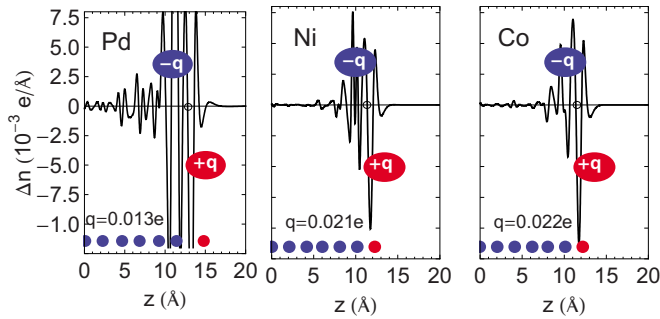 Pd
Ni
Co
Δn (10⁻³ e/Å)
7.5
5.0
2.5
0
−2.5
−5.0
−7.5
−1.0
−q
+q
q=0.013e
−q
+q
q=0.021e
−q
+q
q=0.022e
0 5 10 15 20
0 5 10 15 20
0 5 10 15 20
z (Å)
z (Å)
z (Å)